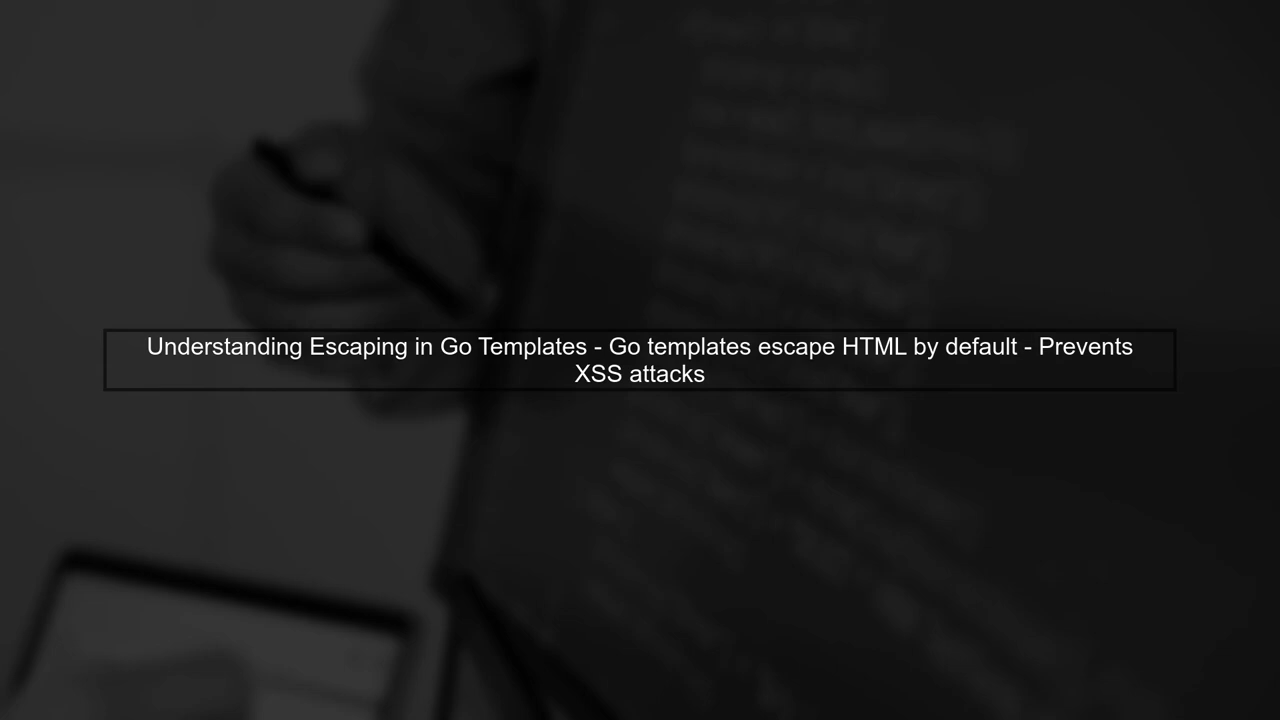 Understanding Escaping in Go Templates - Go templates escape HTML by default - Prevents
XSS attacks